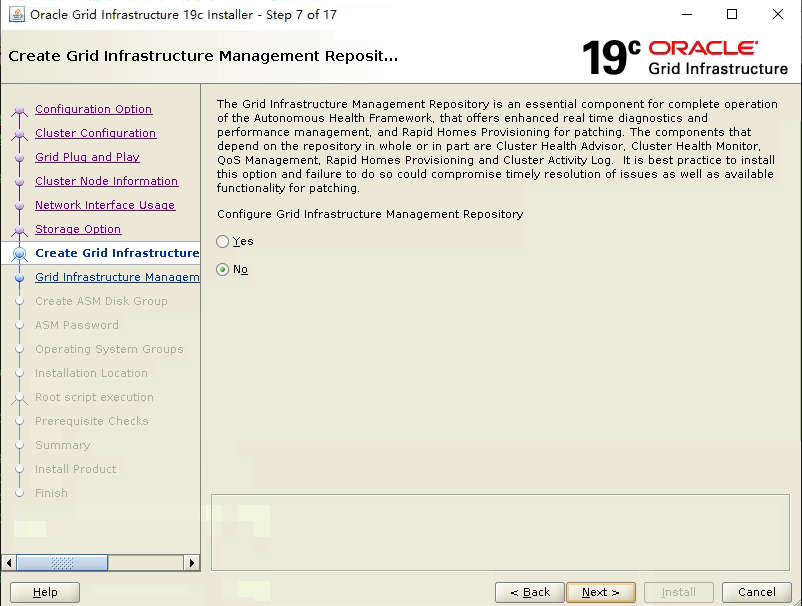 Oracle Grid Infrastructure 19c Installer - Step 7 of 17
Create Grid Infrastructure Management Reposit...
19c ORACLE
Grid Infrastructure
Configuration Option
Cluster Configuration
Grid Plug and Play
Cluster Node Information
Network Interface Usage
Storage Option
Create Grid Infrastructure
Grid Infrastructure Managem
Create ASM Disk Group
ASM Password
Operating System Groups
Installation Location
Root script execution
Prerequisite Checks
Summary
Install Product
Finish
The Grid Infrastructure Management Repository is an essential component for complete operation
of the Autonomous Health Framework, that offers enhanced real time diagnostics and
performance management, and Rapid Homes Provisioning for patching. The components that
depend on the repository in whole or in part are Cluster Health Advisor, Cluster Health Monitor,
QoS Management, Rapid Homes Provisioning and Cluster Activity Log.  It is best practice to install
this option and failure to do so could compromise timely resolution of issues as well as available
functionality for patching.
Configure Grid Infrastructure Management Repository
Yes
No
Help
< Back
Next >
Install
Cancel